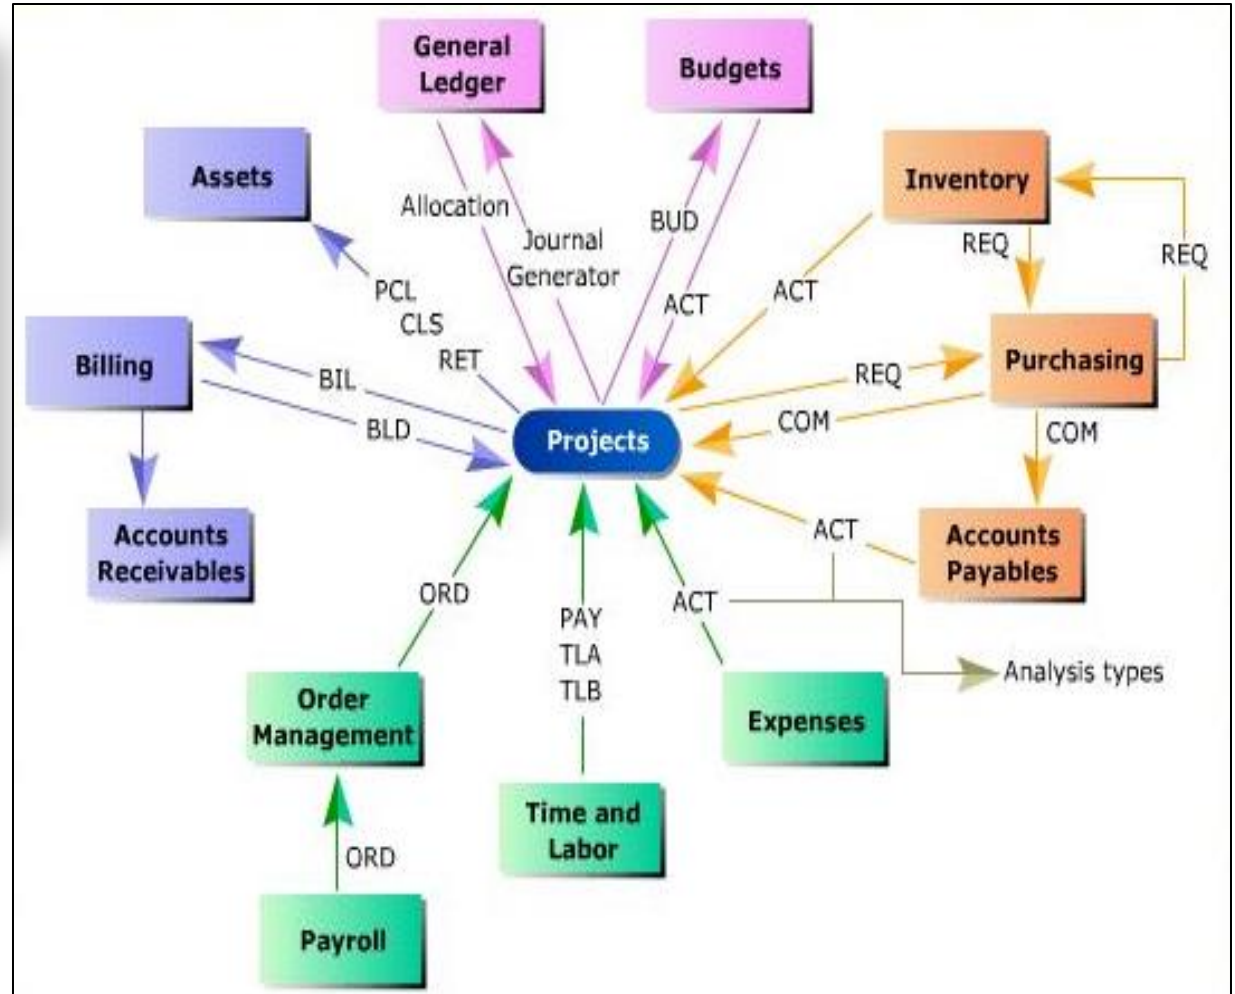 General
Ledger
Budgets
Assets
Inventory
Allocation
Journal
Generator
BUD
ACT
ACT
REQ
REQ
PCL
CLS
RET
Billing
BIL
BLD
Projects
REQ
COM
Purchasing
COM
Accounts
Receivables
ACT
Accounts
Payables
ORD
PAY
TLA
TLB
ACT
Analysis types
Order
Management
Expenses
Time and
Labor
ORD
Payroll